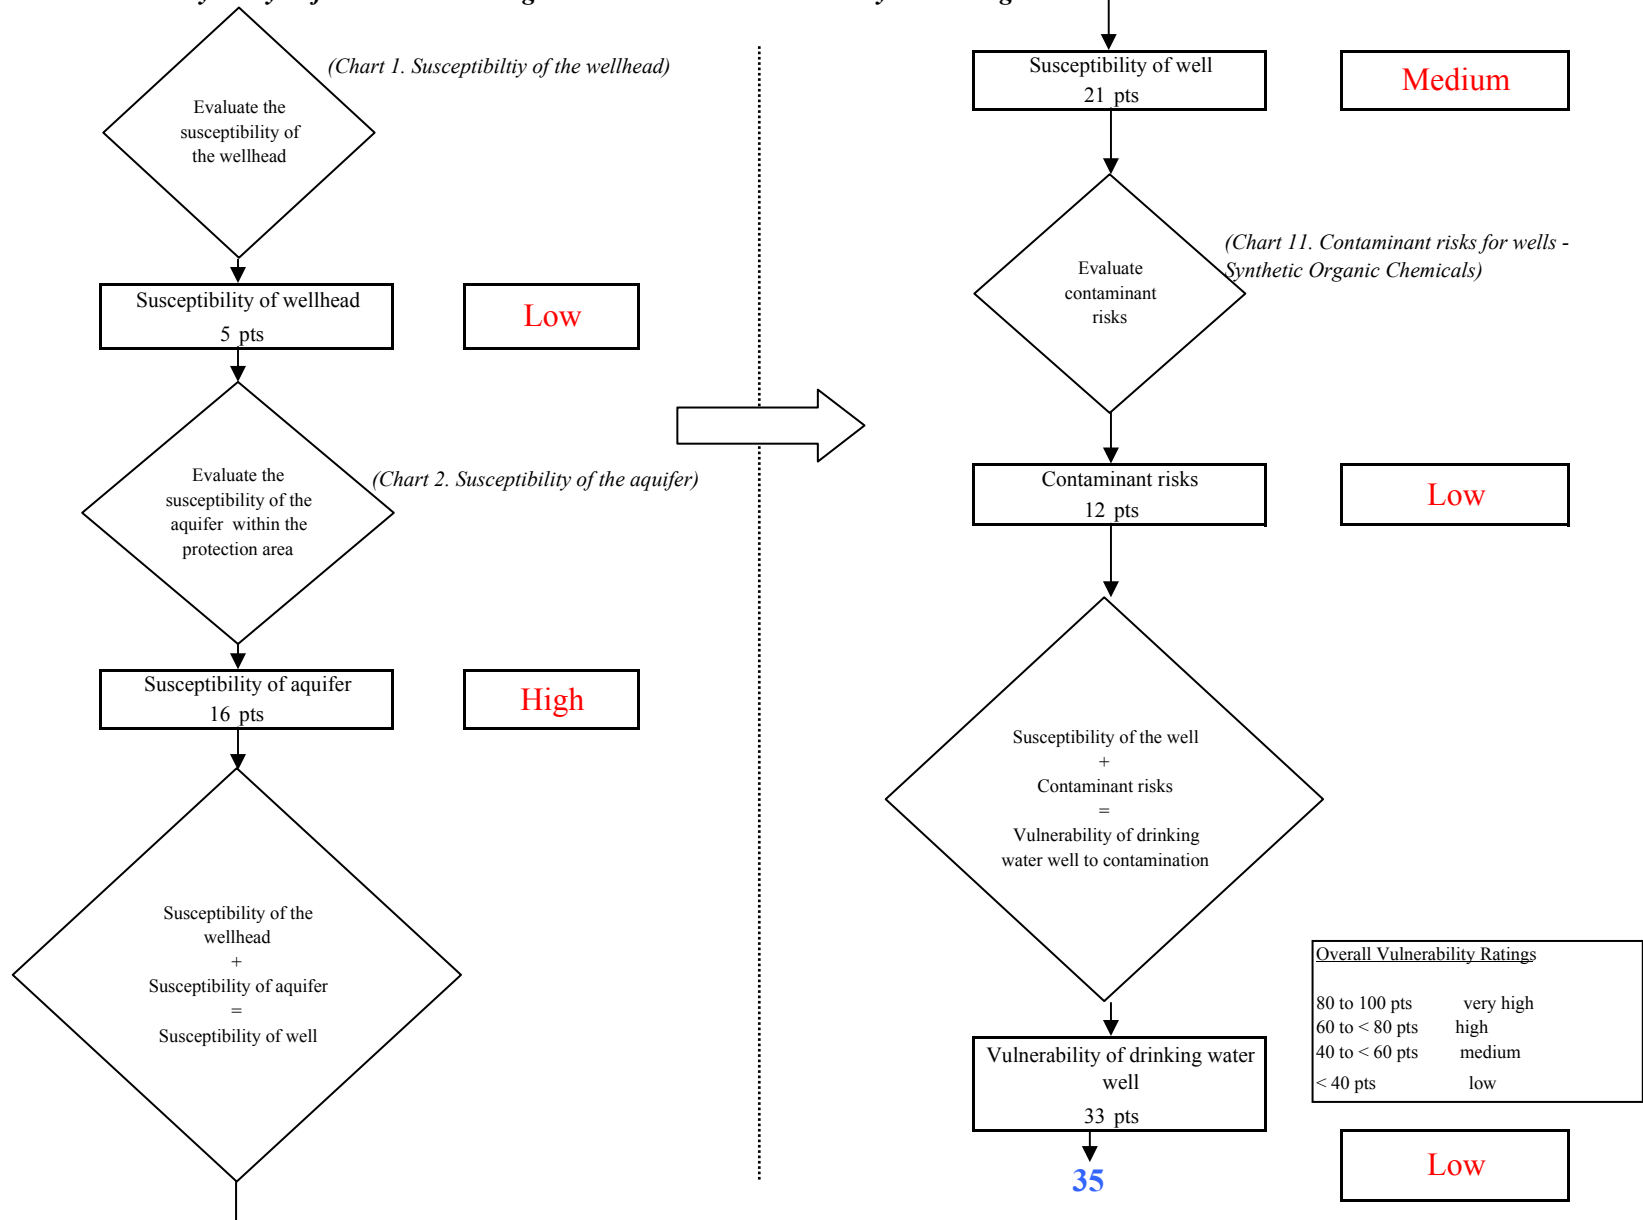 (Chart 1. Susceptibiltiy of the wellhead)
Evaluate the
susceptibility of
the wellhead
Susceptibility of wellhead
5 pts
Low
Evaluate the
susceptibility of the
aquifer within the
protection area
(Chart 2. Susceptibility of the aquifer)
Susceptibility of aquifer
16 pts
High
Susceptibility of the
wellhead
+
Susceptibility of aquifer
=
Susceptibility of well
Susceptibility of well
21 pts
Medium
Evaluate
contaminant
risks
(Chart 11. Contaminant risks for wells -
Synthetic Organic Chemicals)
Contaminant risks
12 pts
Low
Susceptibility of the well
+
Contaminant risks
=
Vulnerability of drinking
water well to contamination
Vulnerability of drinking water
well
33 pts
35
Overall Vulnerability Ratings
80 to 100 pts very high
60 to < 80 pts high
40 to < 60 pts medium
< 40 pts low
Low